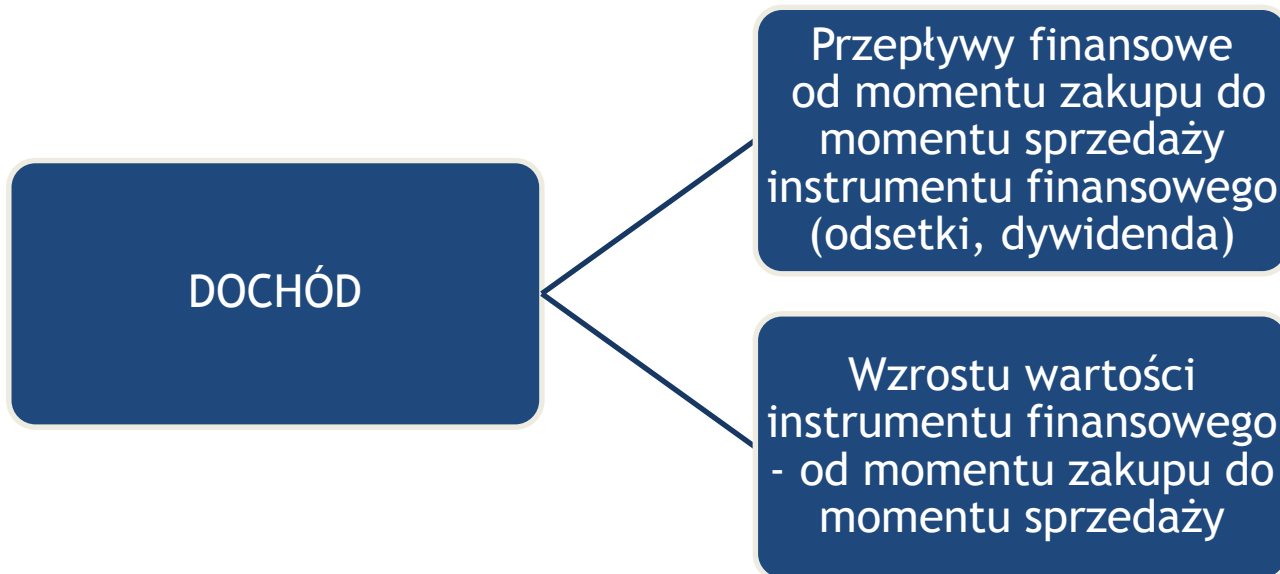 DOCHÓD
Przepływy finansowe
od momentu zakupu do
momentu sprzedaży
instrumentu finansowego
(odsetki, dywidenda)
Wzrostu wartości
instrumentu finansowego
- od momentu zakupu do
momentu sprzedaży